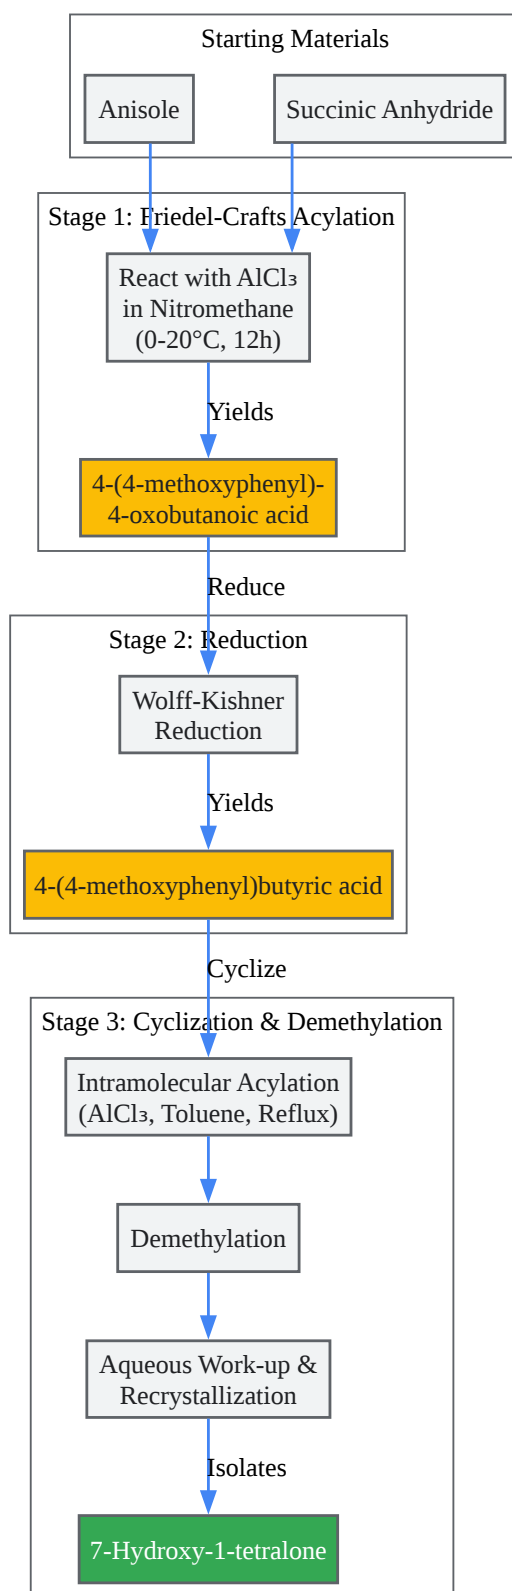 Starting Materials
Anisole
Succinic Anhydride
Stage 1: Friedel-Crafts Acylation
React with AlCl₃
in Nitromethane
(0-20°C, 12h)
Yields
4-(4-methoxyphenyl)-
4-oxobutanoic acid
Reduce
Stage 2: Reduction
Wolff-Kishner
Reduction
Yields
4-(4-methoxyphenyl)butyric acid
Cyclize
Stage 3: Cyclization & Demethylation
Intramolecular Acylation
(AlCl₃, Toluene, Reflux)
Demethylation
Aqueous Work-up &
Recrystallization
Isolates
7-Hydroxy-1-tetralone